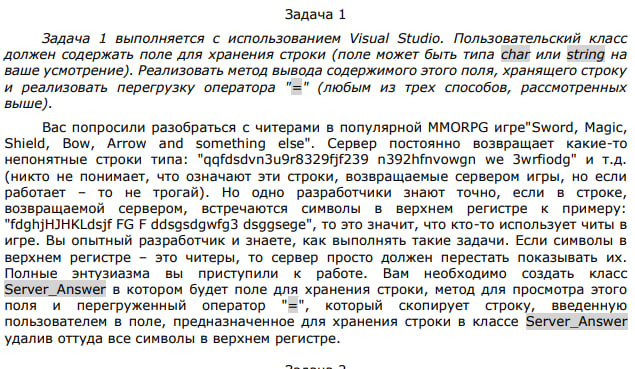 Задача 1
Задача 1 выполняется с использованием Visual Studio. Пользовательский класс
должен содержать поле для хранения строки (поле может быть типа char или string на
ваше усмотрение). Реализовать метод вывода содержимого этого поля, хранящего строку
и реализовать перегрузку оператора "=" (любым из трех способов, рассмотренных
выше).
Вас попросили разобраться с читерами в популярной MMORPG игре"Sword, Magic,
Shield, Bow, Arrow and something else". Сервер постоянно возвращает какие-то
непонятные строки типа: "qqfdsdvn3u9r8329fjf239 n392hfnvowgn we 3wrfiodg" и т.д.
(никто не понимает, что означают эти строки, возвращаемые сервером игры, но если
работает – то не трогай). Но одно разработчики знают точно, если в строке,
возвращаемой сервером, встречаются символы в верхнем регистре к примеру:
"fdghjHJHKLdsjf FG F ddsgsdgwfg3 dsggsege", то это значит, что кто-то использует читы в
игре. Вы опытный разработчик и знаете, как выполнять такие задачи. Если символы в
верхнем регистре – это читеры, то сервер просто должен перестать показывать их.
Полные энтузиазма вы приступили к работе. Вам необходимо создать класс
Server_Answer в котором будет поле для хранения строки, метод для просмотра этого
поля и перегруженный оператор "=", который скопирует строку, введенную
пользователем в поле, предназначенное для хранения строки в классе Server_Answer
удалив оттуда все символы в верхнем регистре.